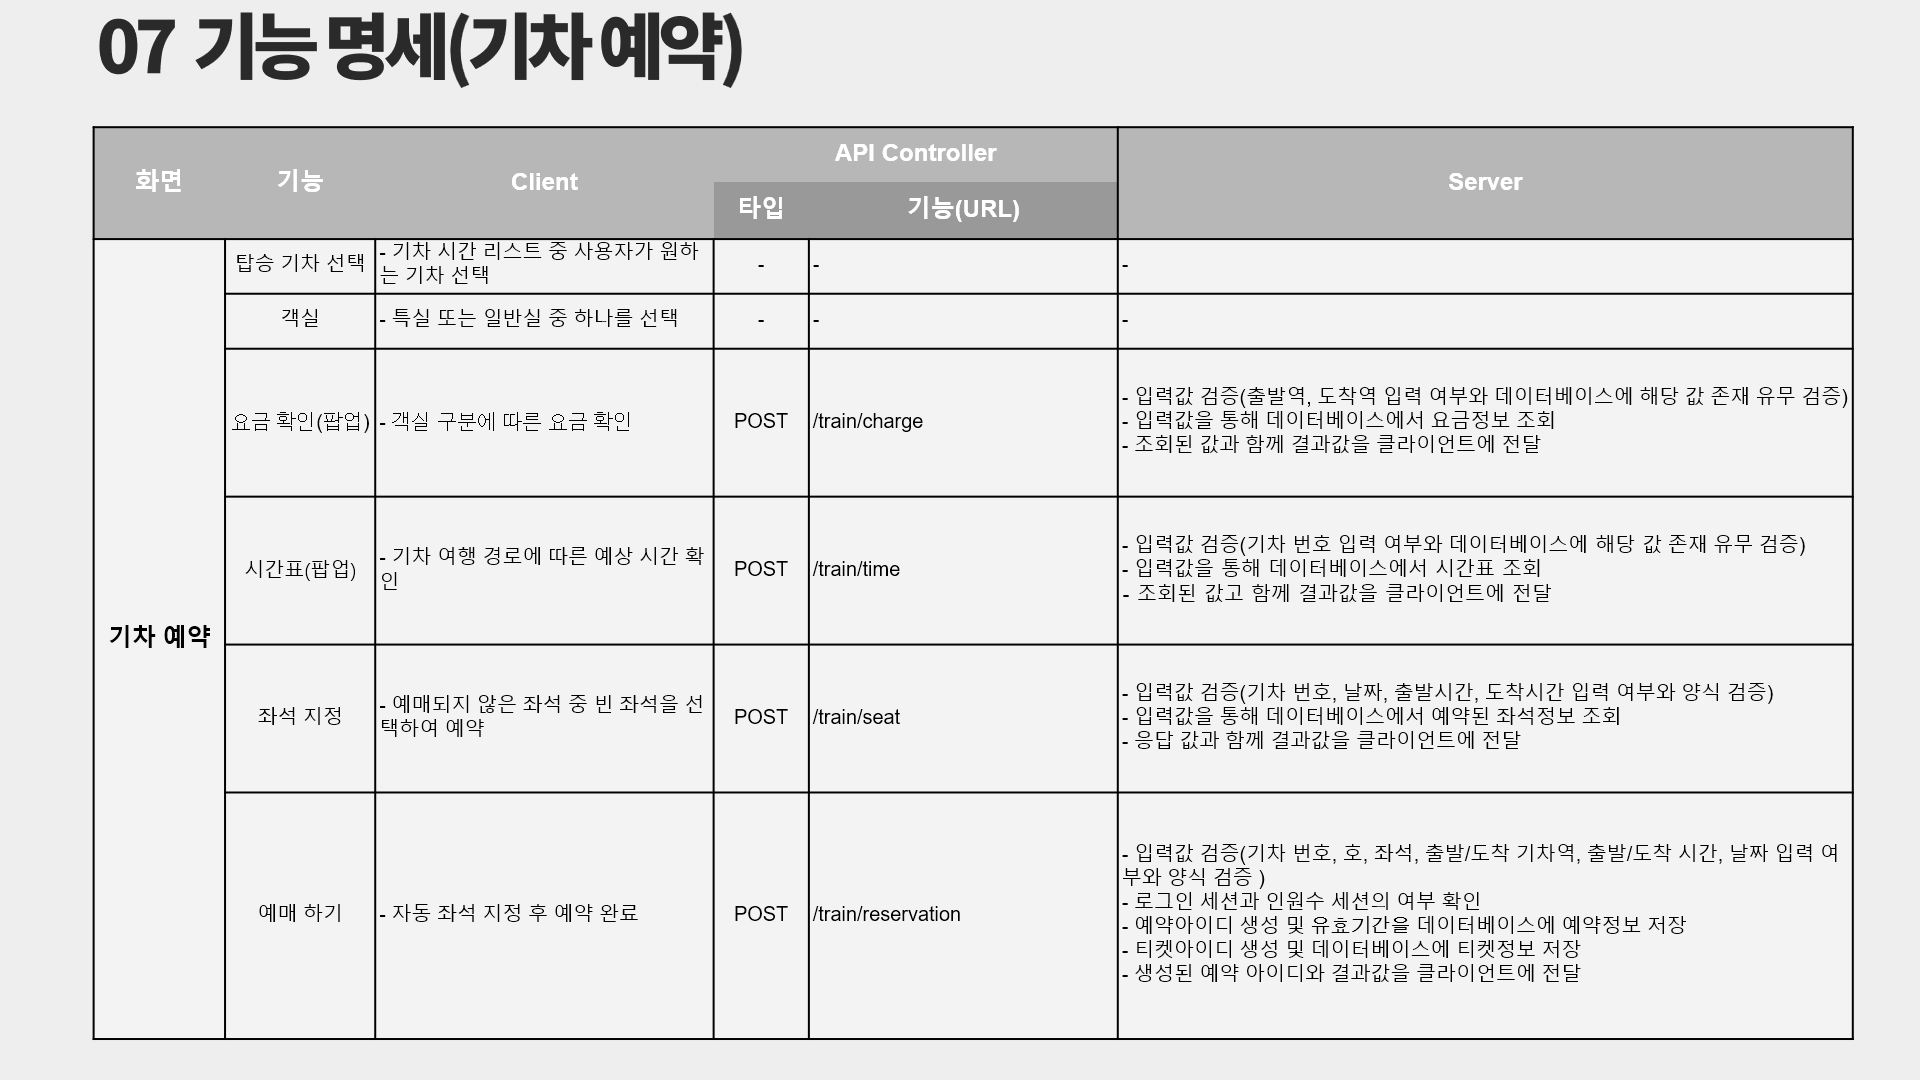 07 기능 명세(기차 예약)
화면
기능
Client
API Controller
타입
기능(URL)
Server
기차 예약
탑승 기차 선택
- 기차 시간 리스트 중 사용자가 원하
는 기차 선택
-
-
-
객실
- 특실 또는 일반실 중 하나를 선택
-
-
-
요금 확인(팝업)
- 객실 구분에 따른 요금 확인
POST
/train/charge
- 입력값 검증(출발역, 도착역 입력 여부와 데이터베이스에 해당 값 존재 유무 검증)
- 입력값을 통해 데이터베이스에서 요금정보 조회
- 조회된 값과 함께 결과값을 클라이언트에 전달
시간표(팝업)
- 기차 여행 경로에 따른 예상 시간 확
인
POST
/train/time
- 입력값 검증(기차 번호 입력 여부와 데이터베이스에 해당 값 존재 유무 검증)
- 입력값을 통해 데이터베이스에서 시간표 조회
- 조회된 값고 함께 결과값을 클라이언트에 전달
좌석 지정
- 예매되지 않은 좌석 중 빈 좌석을 선
택하여 예약
POST
/train/seat
- 입력값 검증(기차 번호, 날짜, 출발시간, 도착시간 입력 여부와 양식 검증)
- 입력값을 통해 데이터베이스에서 예약된 좌석정보 조회
- 응답 값과 함께 결과값을 클라이언트에 전달
예매 하기
- 자동 좌석 지정 후 예약 완료
POST
/train/reservation
- 입력값 검증(기차 번호, 호, 좌석, 출발/도착 기차역, 출발/도착 시간, 날짜 입력 여
부와 양식 검증 )
- 로그인 세션과 인원수 세션의 여부 확인
- 예약아이디 생성 및 유효기간을 데이터베이스에 예약정보 저장
- 티켓아이디 생성 및 데이터베이스에 티켓정보 저장
- 생성된 예약 아이디와 결과값을 클라이언트에 전달